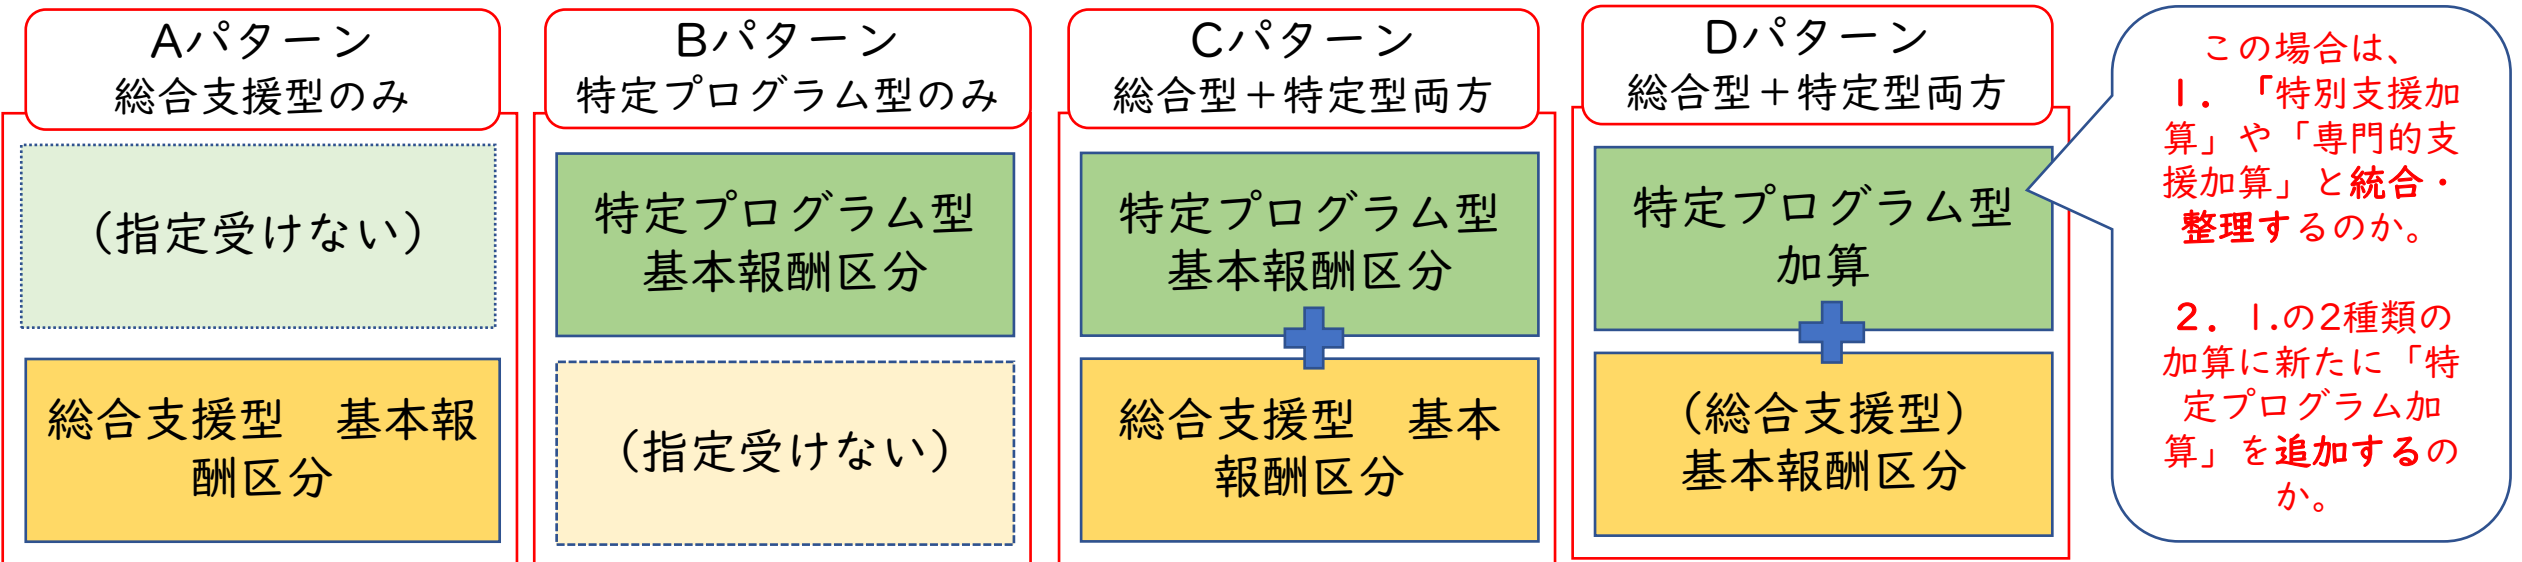 Aパターン
総合支援型のみ
(指定受けない)
総合支援型　基本報
酬区分
Bパターン
特定プログラム型のみ
特定プログラム型
基本報酬区分
(指定受けない)
Cパターン
総合型＋特定型両方
特定プログラム型
基本報酬区分
総合支援型　基本
報酬区分
Dパターン
総合型＋特定型両方
特定プログラム型
加算
(総合支援型)
基本報酬区分
この場合は、
１．「特別支援加
算」や「専門的支
援加算」と統合・
整理するのか。
２．１.の2種類の
加算に新たに「特
定プログラム加
算」を追加するの
か。